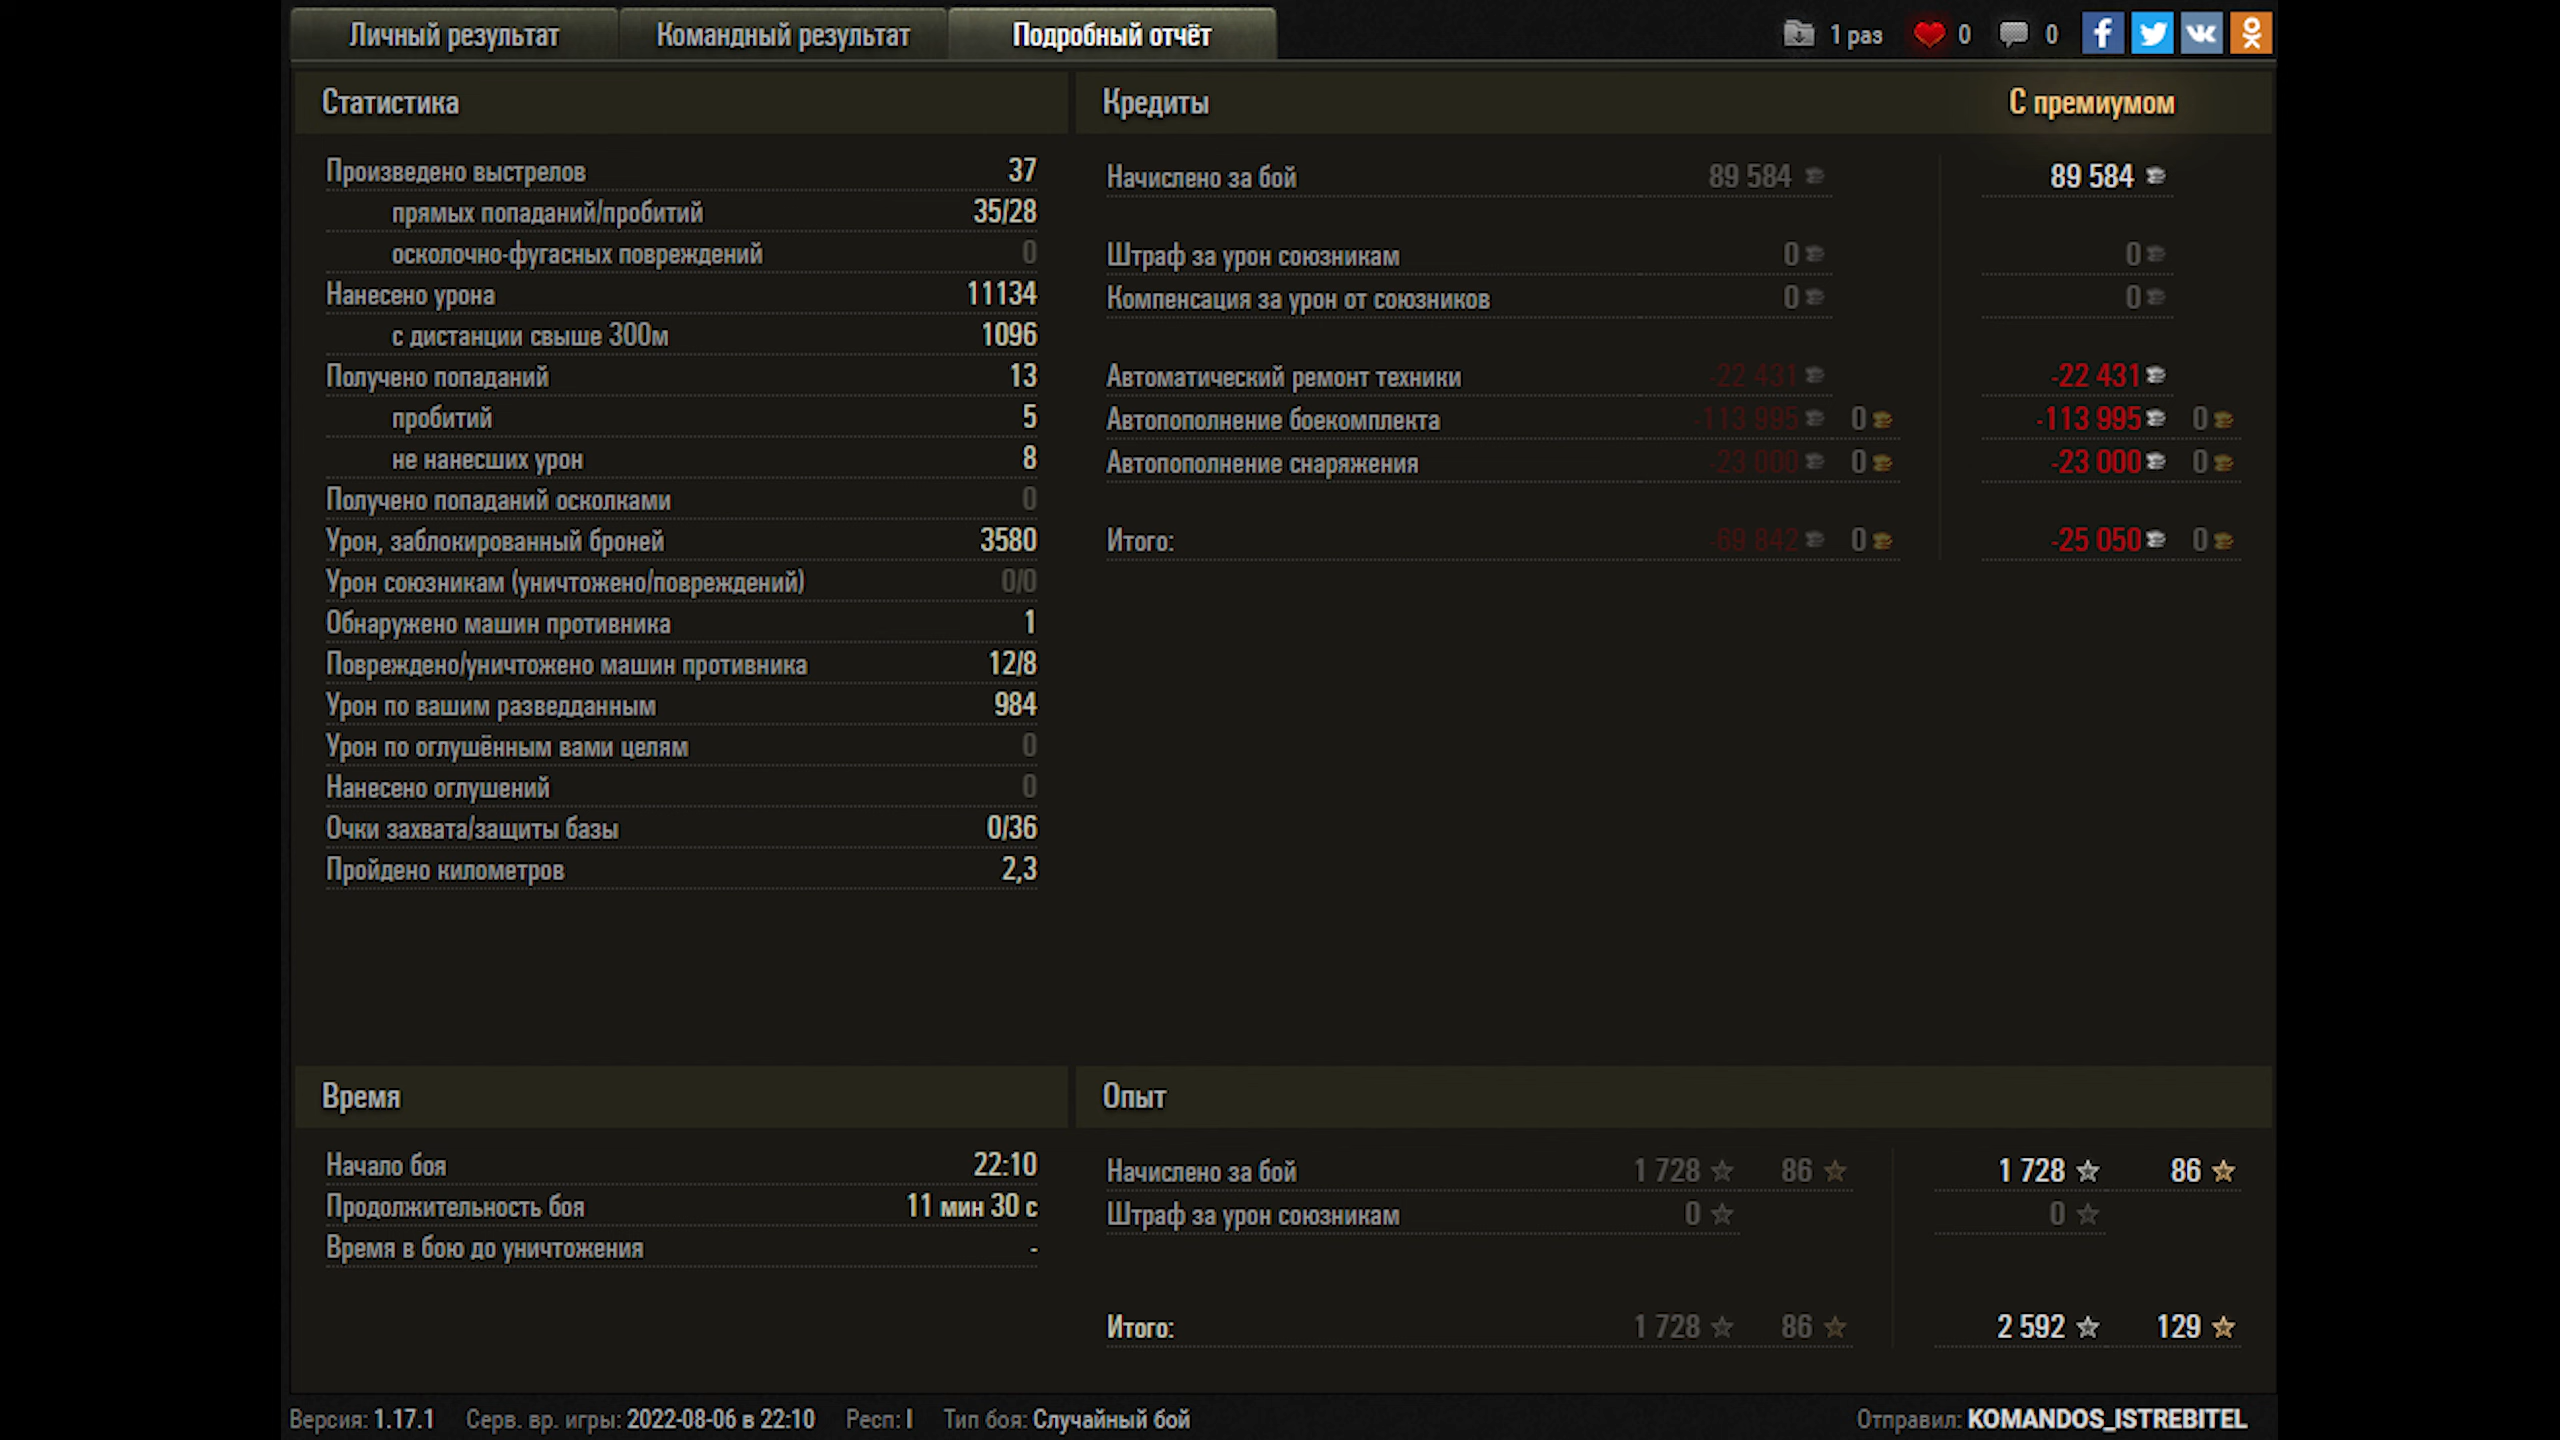 Личный результат Командный результат Подробный отчёт 1 раз 0 0
Статистика
Произведено выстрелов 37
прямых попаданий/пробитий 35/28
осколочно-фугасных повреждений 0
Нанесено урона 11134
с дистанции свыше 300м 1096
Получено попаданий 13
пробитий 5
не нанесших урон 8
Получено попаданий осколками 0
Урон, заблокированный броней 3580
Урон союзникам (уничтожено/повреждений) 0/0
Обнаружено машин противника 1
Повреждено/уничтожено машин противника 12/8
Урон по вашим разведданным 984
Урон по оглушённым вами целям 0
Нанесено оглушений 0
Очки захвата/защиты базы 0/36
Пройдено километров 2,3
Кредиты С премиумом
Начислено за бой 89 584 89 584
Штраф за урон союзникам 0 0
Компенсация за урон от союзников 0 0
Автоматический ремонт техники -22 431 -22 431
Автопополнение боекомплекта -113 995 0 -113 995 0
Автопополнение снаряжения -23 000 0 -23 000 0
Итого: -69 842 0 -25 050 0
Время
Начало боя 22:10
Продолжительность боя 11 мин 30 с
Время в бою до уничтожения -
Опыт
Начислено за бой 1 728 86 1 728 86
Штраф за урон союзникам 0 0
Итого: 1 728 86 2 592 129
Версия: 1.17.1 Серв. вр. игры: 2022-08-06 в 22:10 Респ: I Тип боя: Случайный бой Отправил: KOMANDOS_ISTREBITEL